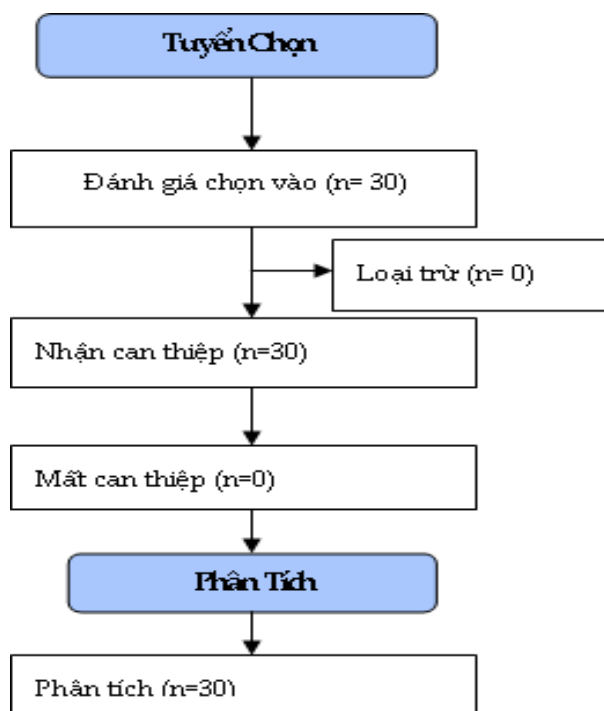 Tuyển Chọn
Đánh giá chọn vào (n= 30)
Loại trừ (n= 0)
Nhận can thiệp (n=30)
Mất can thiệp (n=0)
Phân Tích
Phân tích (n=30)